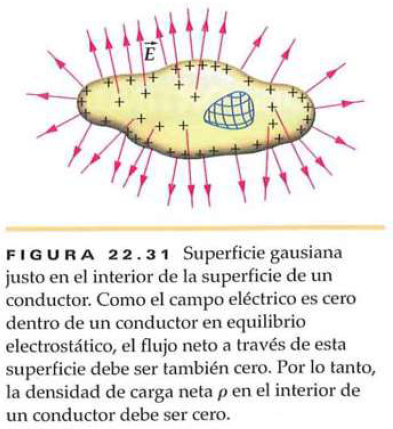 E
FIGURA 22.31 Superficie gausiana
justo en el interior de la superficie de un
conductor. Como el campo eléctrico es cero
dentro de un conductor en equilibrio
electrostático, el flujo neto a través de esta
superficie debe ser también cero. Por lo tanto,
la densidad de carga neta ρ en el interior de
un conductor debe ser cero.